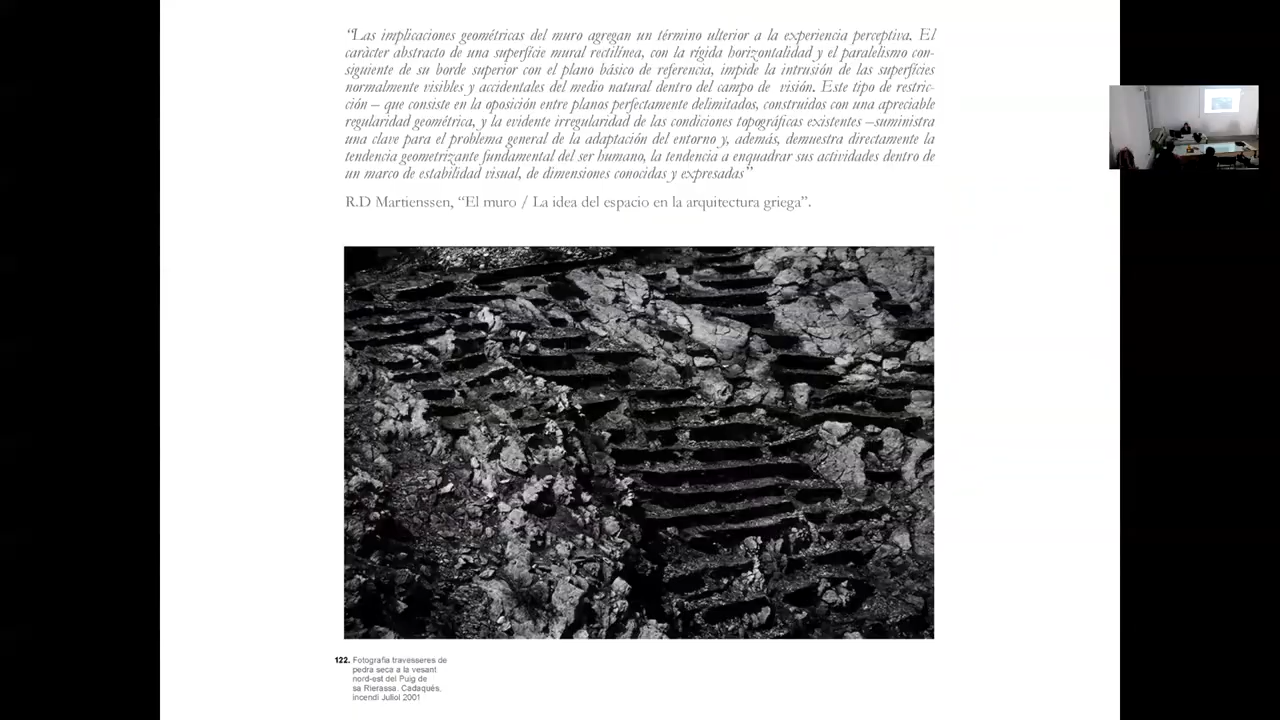 “Las implicaciones geométricas del muro agregan un término ulterior a la experiencia perceptiva. El
caràcter abstracto de una superfície mural rectilínea, con la rígida horizontalidad y el paralelismo con-
siguiente de su borde superior con el plano básico de referencia, impide la intrusión de las superfícies
normalmente visibles y accidentales del medio natural dentro del campo de visión. Este tipo de restric-
ción – que consiste en la oposición entre planos perfectamente delimitados, construidos con una apreciable
regularidad geométrica, y la evidente irregularidad de las condiciones topográficas existentes –suministra
una clave para el problema general de la adaptación del entorno y, además, demuestra directamente la
tendencia geometrizante fundamental del ser humano, la tendencia a enquadrar sus actividades dentro de
un marco de estabilidad visual, de dimensiones conocidas y expresadas”
R.D Martienssen, “El muro / La idea del espacio en la arquitectura griega”.
122. Fotografia travesseres de
pedra seca a la vesant
nord-est del Puig de
sa Rierassa. Cadaqués,
incendi Juliol 2001